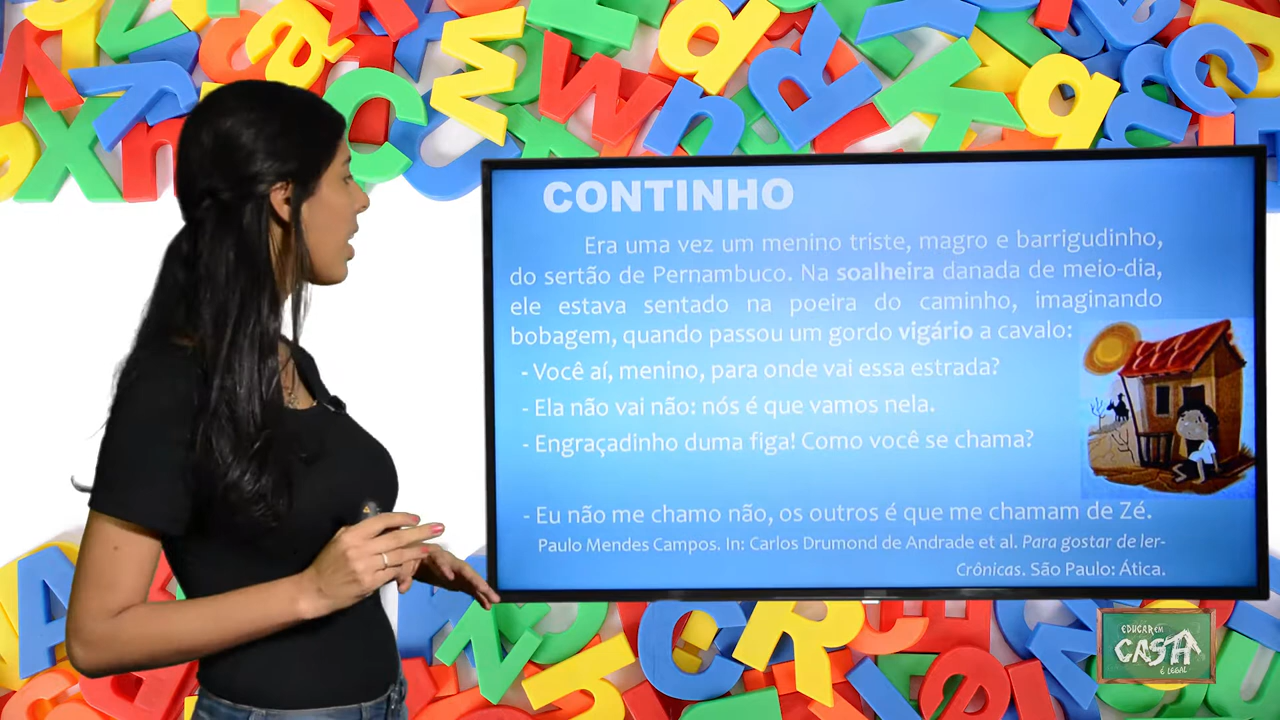 CONTINHO
Era uma vez um menino triste, magro e barrigudinho,
do sertão de Pernambuco. Na soalheira danada de meio-dia,
ele estava sentado na poeira do caminho, imaginando
bobagem, quando passou um gordo vigário a cavalo:
- Você aí, menino, para onde vai essa estrada?
- Ela não vai não: nós é que vamos nela.
- Engraçadinho duma figa! Como você se chama?
- Eu não me chamo não, os outros é que me chamam de Zé.
Paulo Mendes Campos. In: Carlos Drumond de Andrade et al. Para gostar de ler-
Crônicas. São Paulo: Ática.
EDUCAR EM
CASA
É LEGAL